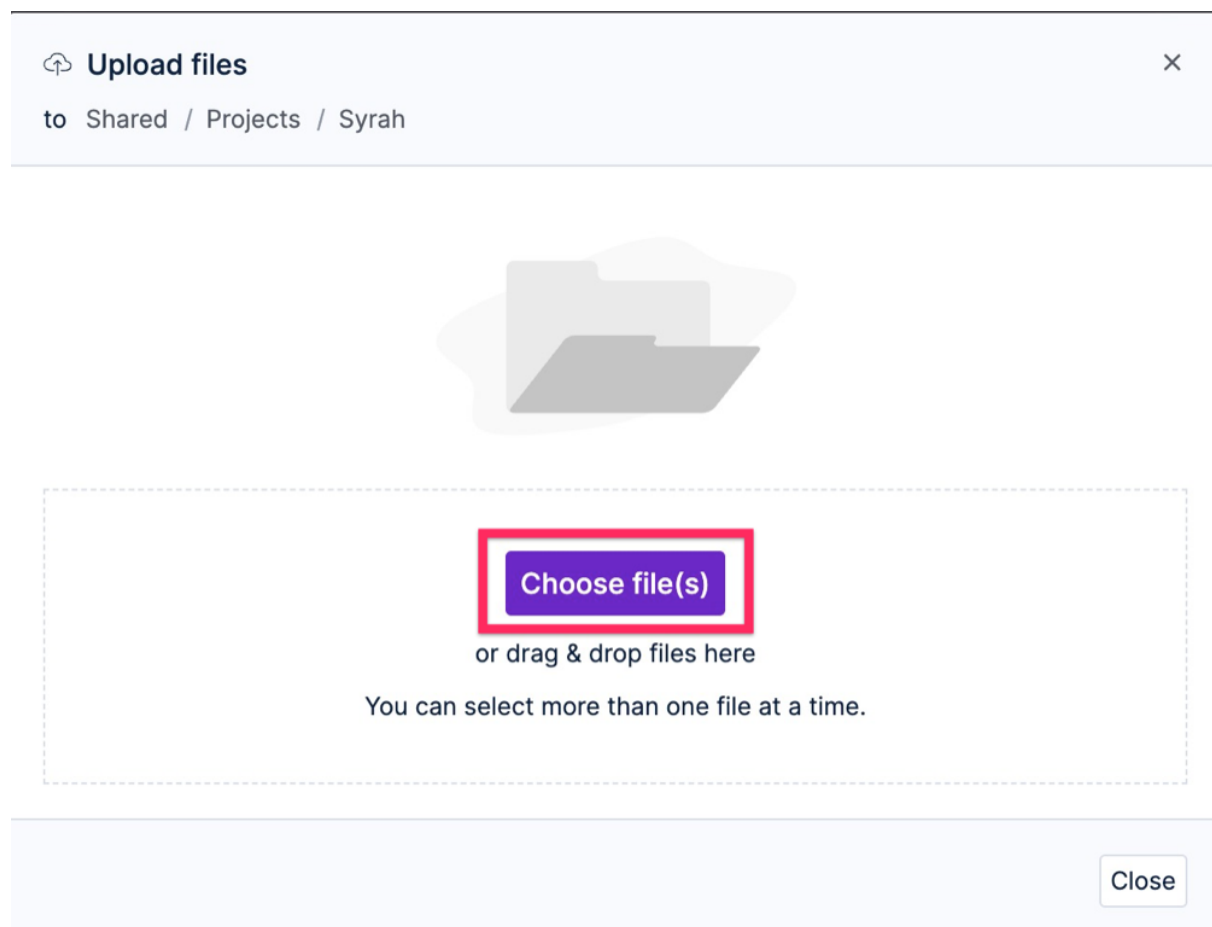 Upload files
to Shared / Projects / Syrah
Choose file(s)
or drag & drop files here
You can select more than one file at a time.
Close